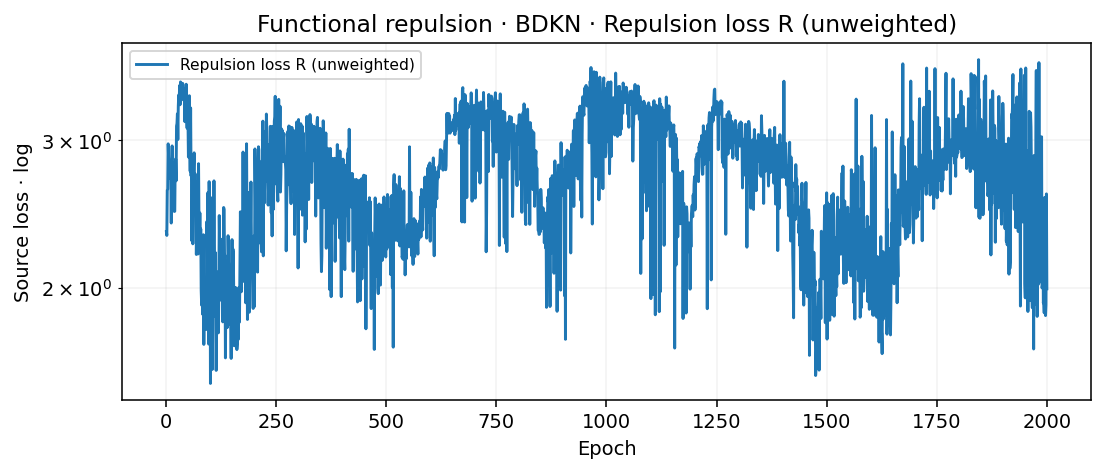 Functional repulsion · BDKN · Repulsion loss R (unweighted)
Repulsion loss R (unweighted)
Source loss · log
3 × 10⁰
2 × 10⁰
0 250 500 750 1000 1250 1500 1750 2000
Epoch